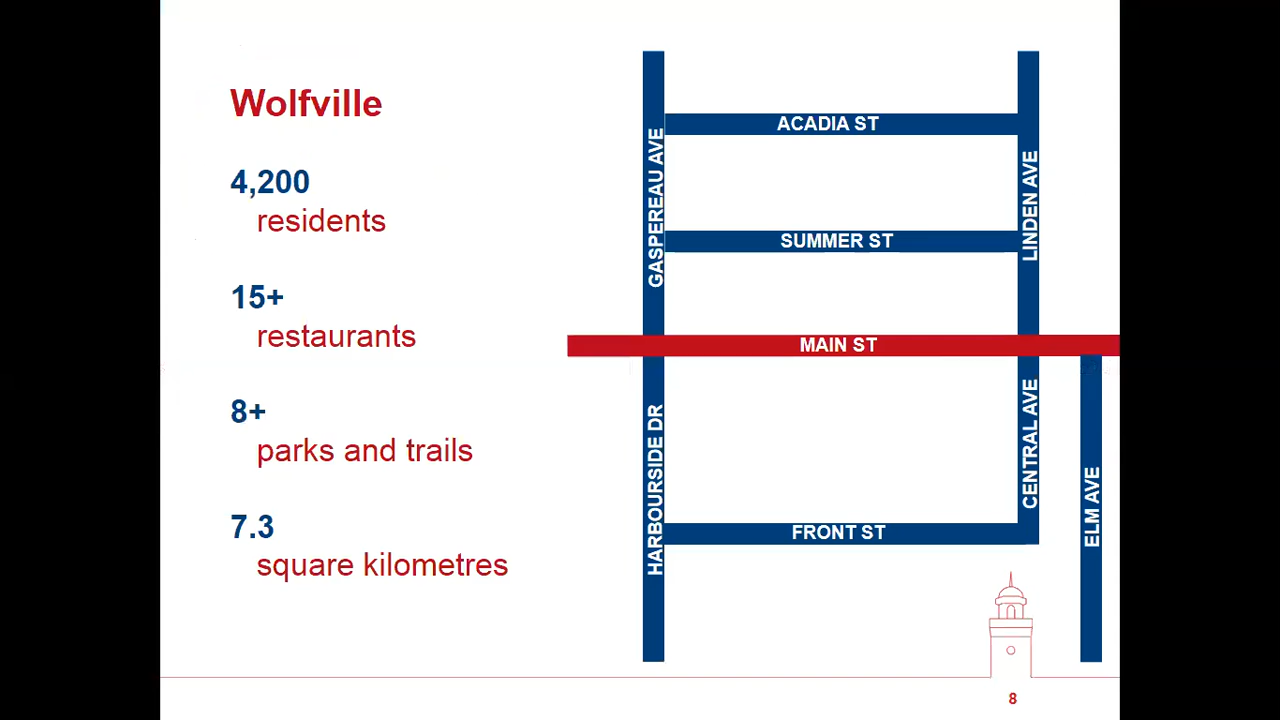 Wolfville
4,200
residents
15+
restaurants
8+
parks and trails
7.3
square kilometres
ACADIA ST
GASPEREAU AVE
LINDEN AVE
SUMMER ST
MAIN ST
HARBOURSIDE DR
CENTRAL AVE
ELM AVE
FRONT ST
8